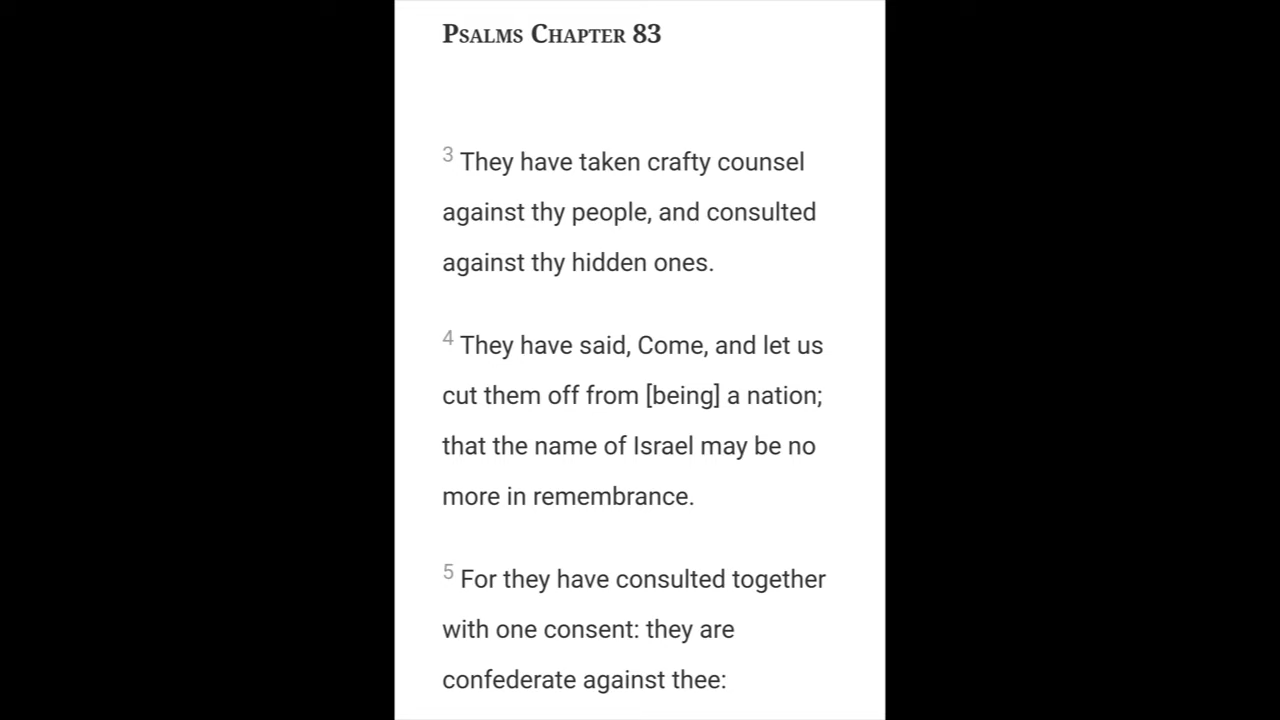 Psalms Chapter 83
3 They have taken crafty counsel
against thy people, and consulted
against thy hidden ones.
4 They have said, Come, and let us
cut them off from [being] a nation;
that the name of Israel may be no
more in remembrance.
5 For they have consulted together
with one consent: they are
confederate against thee: